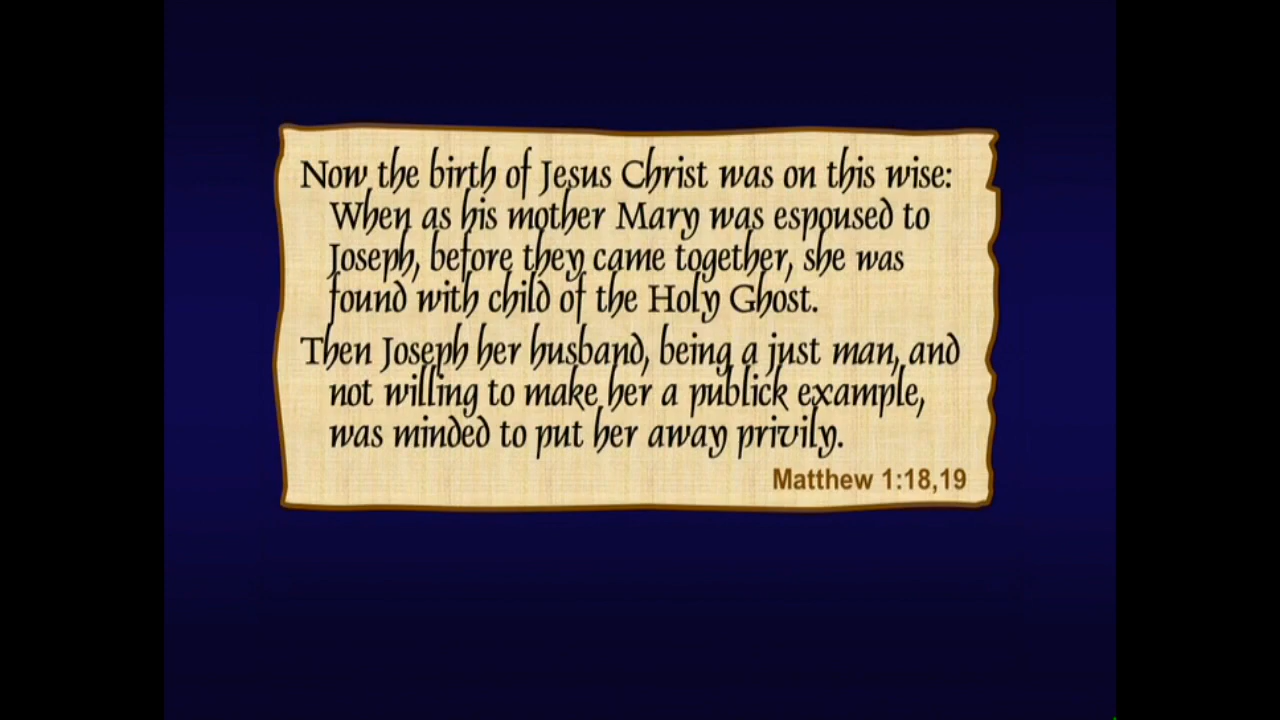 Now the birth of Jesus Christ was on this wise:
When as his mother Mary was espoused to
Joseph, before they came together, she was
found with child of the Holy Ghost.
Then Joseph her husband, being a just man, and
not willing to make her a publick example,
was minded to put her away privily.
Matthew 1:18,19